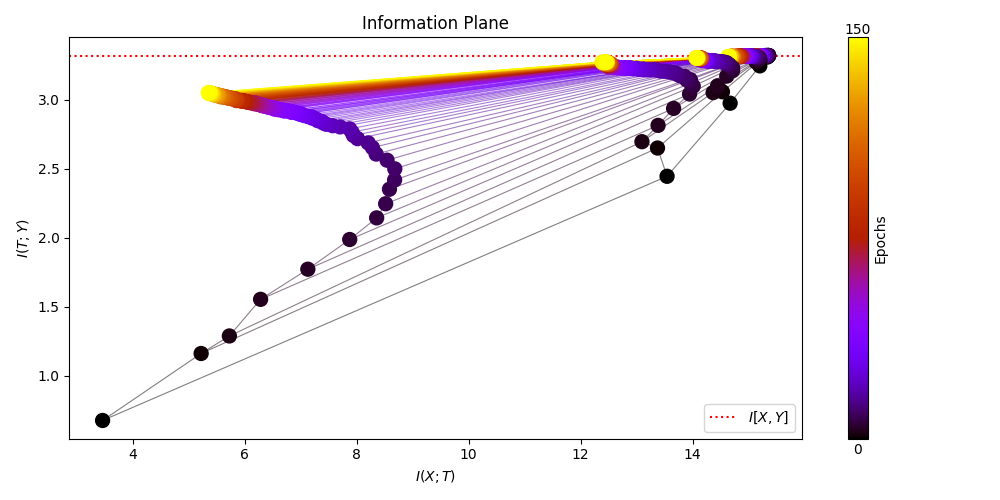 Information Plane
150
3.0
2.5
2.0
1.5
1.0
I(T; Y)
4
6
8
10
12
14
I(X; T)
I[X, Y]
Epochs
0